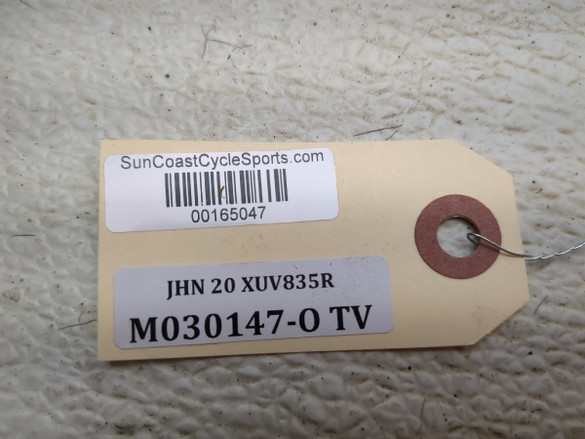 SunCoastCycleSports.com
00165047
JHN 20 XUV835R
M030147-O TV